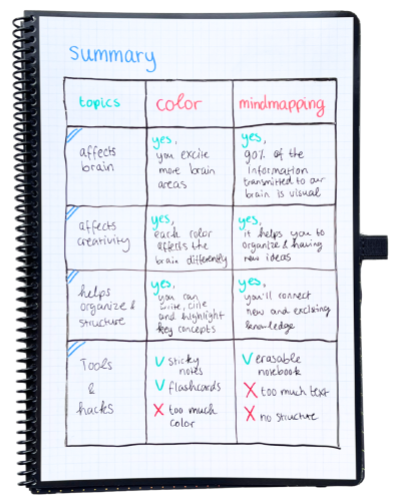 summary
topics
color
mindmapping
affects
brain
yes,
you excite
more brain
areas
yes,
90% of the
information
transmitted to our
brain is visual
affects
creativity
yes,
each color
affects the
brain differently
yes,
it helps you to
organize & having
new ideas
helps
organize &
structure
yes,
you can
write,
and highlight
key concepts
yes,
you'll connect
new and
knowledge
Tools
&
hacks
V sticky
notes
V flashcards
X too much
color
V erasable
notebook
X too much text
X no structure